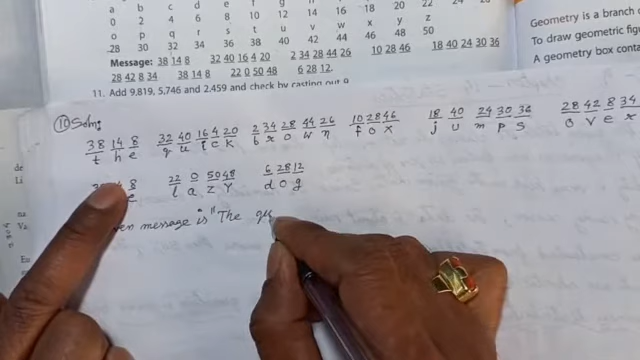 a b c d e f g h i j k l m
0 2 4 6 8 10 12 14 16 18 20 22
o p q r s t u v w x y z
28 30 32 34 36 38 40 42 44 46 48 50
Message: 38 14 8 32 40 16 4 20 2 34 28 44 26 10 28 46 18 40 24 30 36
28 42 8 34 38 14 8 22 0 50 48 6 28 12.
11. Add 9,819, 5,746 and 2,459 and check by casting out 9
Geometry is a branch
To draw geometric fig
A geometry box conta
10 Soln:
38 14 8 32 40 16 4 20 2 34 28 44 26 10 28 46 18 40 24 30 36 28 42 8 34
t h e q u i c k b r o w n f o x j u m p s o v e r
8 22 0 50 48 6 28 12
e l a z y d o g
message is "The qu